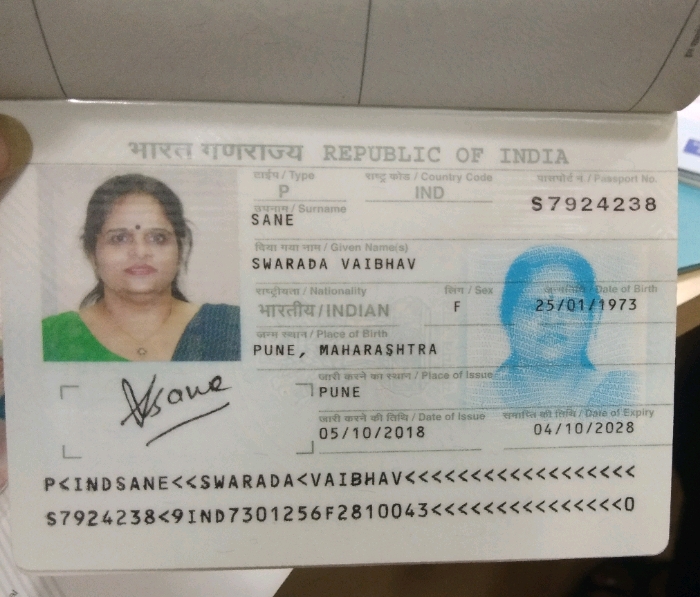 भारत गणराज्य REPUBLIC OF INDIA
टाईप / Type राष्ट्र कोड / Country Code पासपोर्ट नं. / Passport No.
P IND S7924238
उपनाम / Surname
SANE
दिया गया नाम / Given Name(s)
SWARADA VAIBHAV
राष्ट्रीयता / Nationality लिंग / Sex जन्मतिथि / Date of Birth
भारतीय / INDIAN F 25/01/1973
जन्म स्थान / Place of Birth
PUNE, MAHARASHTRA
जारी करने का स्थान / Place of Issue
PUNE
जारी करने की तिथि / Date of Issue समाप्ति की तिथि / Date of Expiry
05/10/2018 04/10/2028
P<INDSANE<<SWARADA<VAIBHAV<<<<<<<<<<<<<<<<<<
S7924238<9IND7301256F2810043<<<<<<<<<<<<<<<0